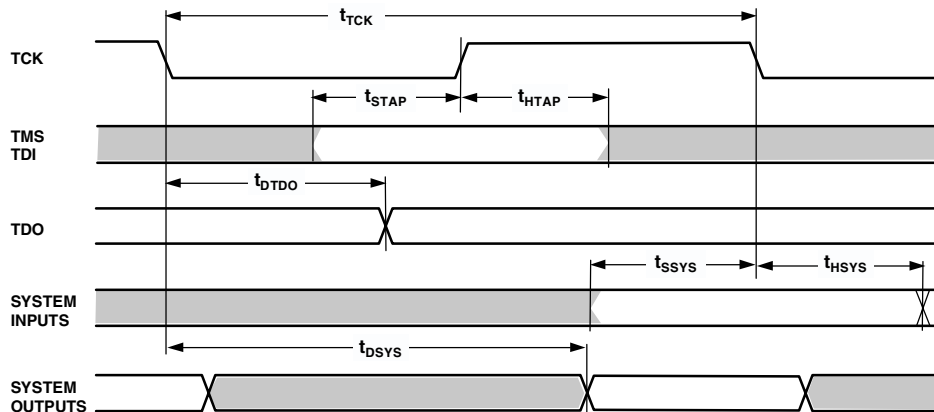 tTCK
TCK
tSTAP
tHTAP
TMS
TDI
tDTDO
TDO
tSSYS
tHSYS
SYSTEM
INPUTS
tDSYS
SYSTEM
OUTPUTS